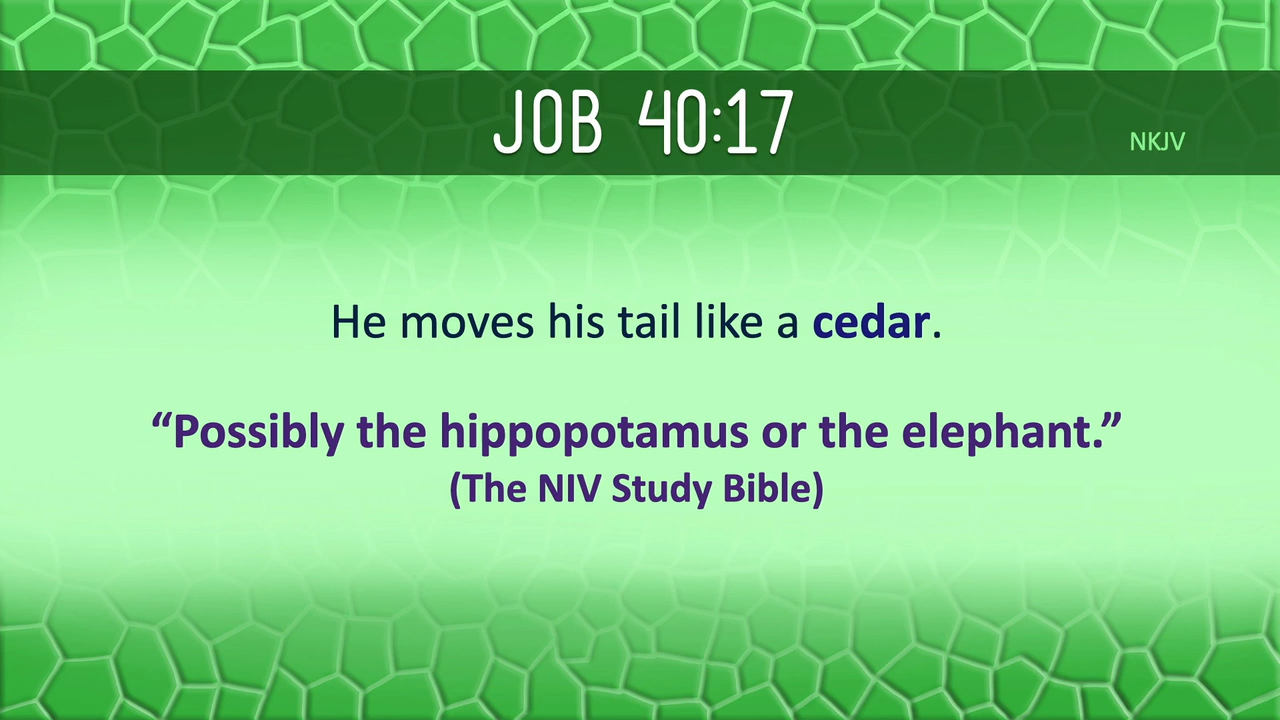 JOB 40:17
NKJV
He moves his tail like a cedar.
“Possibly the hippopotamus or the elephant.”
(The NIV Study Bible)